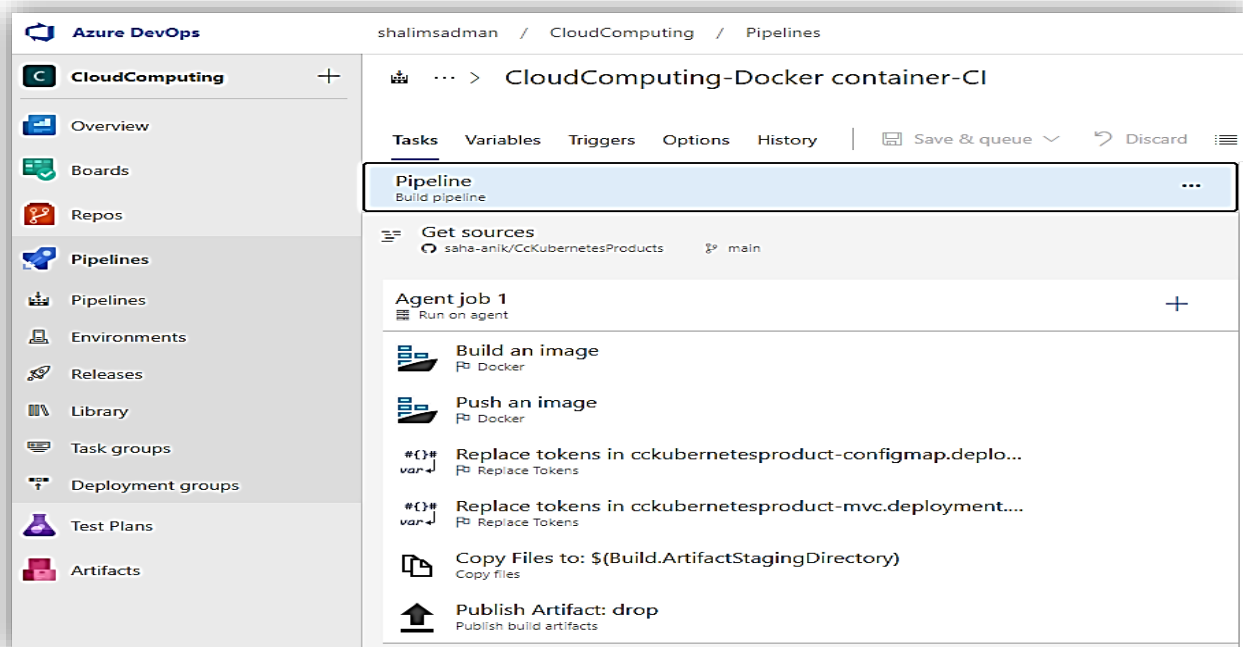 Azure DevOps
shalimsadman / CloudComputing / Pipelines
C CloudComputing +
··· > CloudComputing-Docker container-CI
Overview
Boards
Repos
Pipelines
Pipelines
Environments
Releases
Library
Task groups
Deployment groups
Test Plans
Artifacts
Tasks Variables Triggers Options History Save & queue Discard
Pipeline
Build pipeline
···
Get sources
saha-anik/CcKubernetesProducts main
Agent job 1
Run on agent
+
Build an image
Docker
Push an image
Docker
#{}#
var
Replace tokens in cckubernetesproduct-configmap.deplo...
Replace Tokens
#{}#
var
Replace tokens in cckubernetesproduct-mvc.deployment....
Replace Tokens
Copy Files to: $(Build.ArtifactStagingDirectory)
Copy files
Publish Artifact: drop
Publish build artifacts